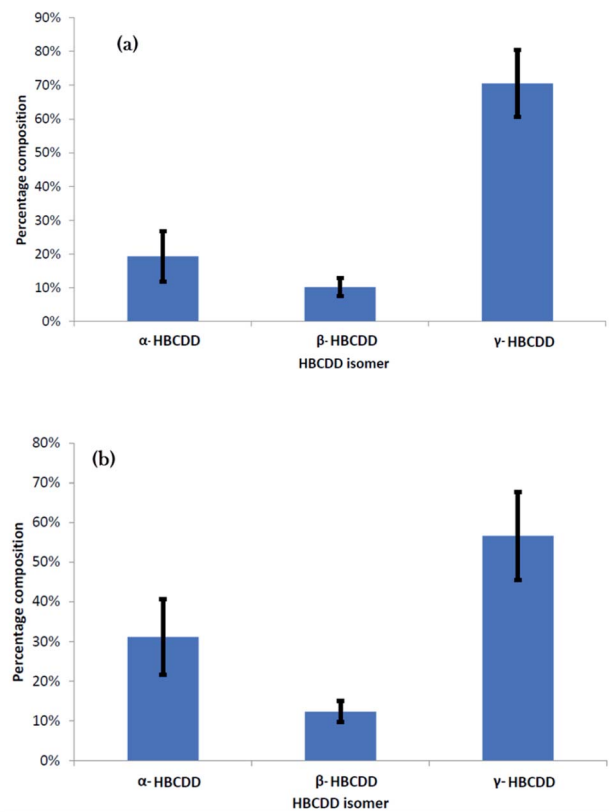 (a)
Percentage composition
90%
80%
70%
60%
50%
40%
30%
20%
10%
0%
α-HBCDD β-HBCDD γ-HBCDD
HBCDD isomer
(b)
Percentage composition
80%
70%
60%
50%
40%
30%
20%
10%
0%
α-HBCDD β-HBCDD γ-HBCDD
HBCDD isomer